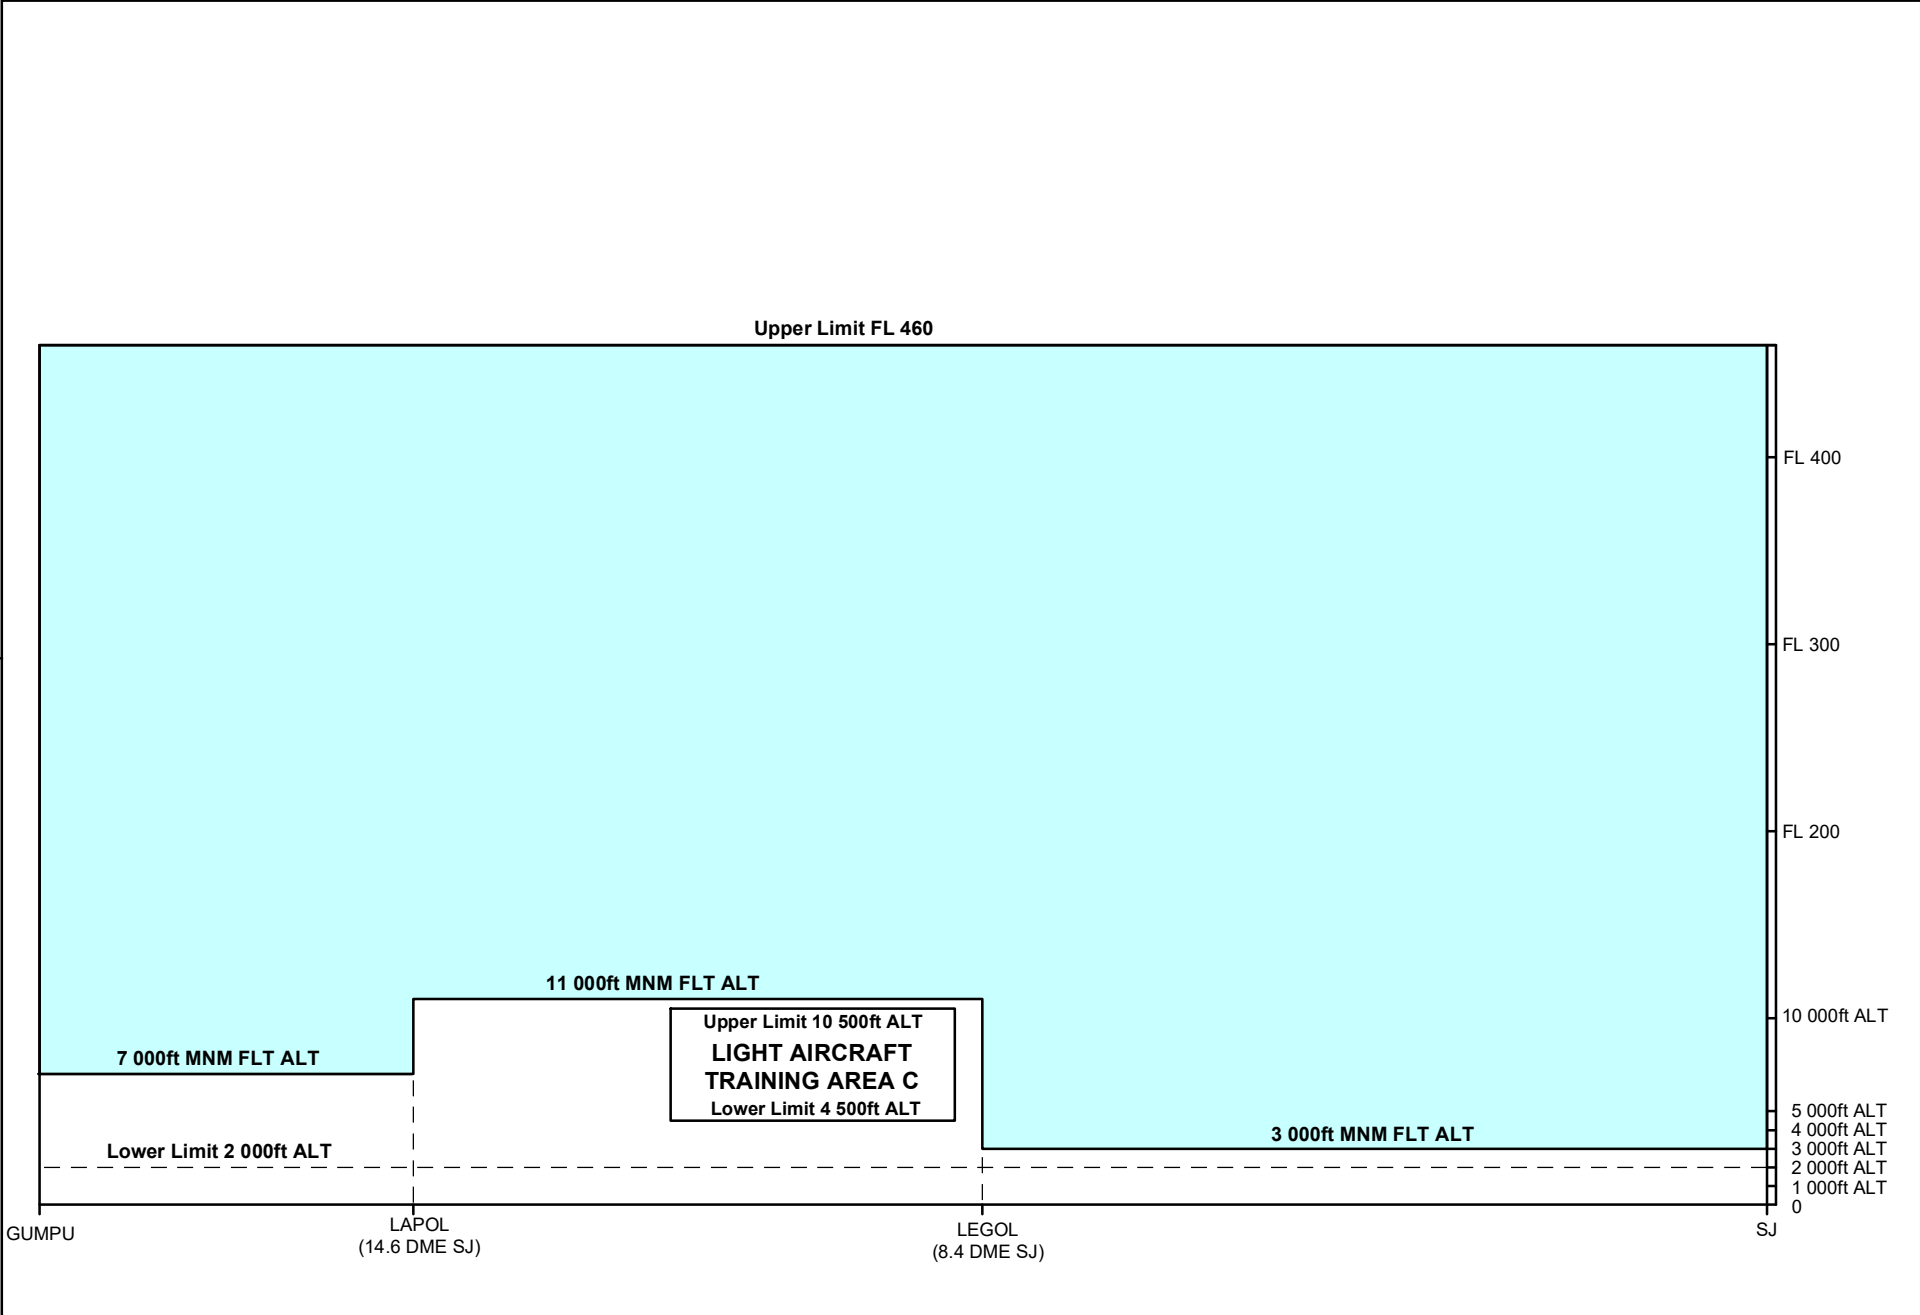 Upper Limit FL 460
FL 400
FL 300
FL 200
11 000ft MNM FLT ALT
10 000ft ALT
Upper Limit 10 500ft ALT
LIGHT AIRCRAFT
TRAINING AREA C
Lower Limit 4 500ft ALT
7 000ft MNM FLT ALT
5 000ft ALT
4 000ft ALT
3 000ft MNM FLT ALT
3 000ft ALT
Lower Limit 2 000ft ALT
2 000ft ALT
1 000ft ALT
0
GUMPU
LAPOL
(14.6 DME SJ)
LEGOL
(8.4 DME SJ)
SJ